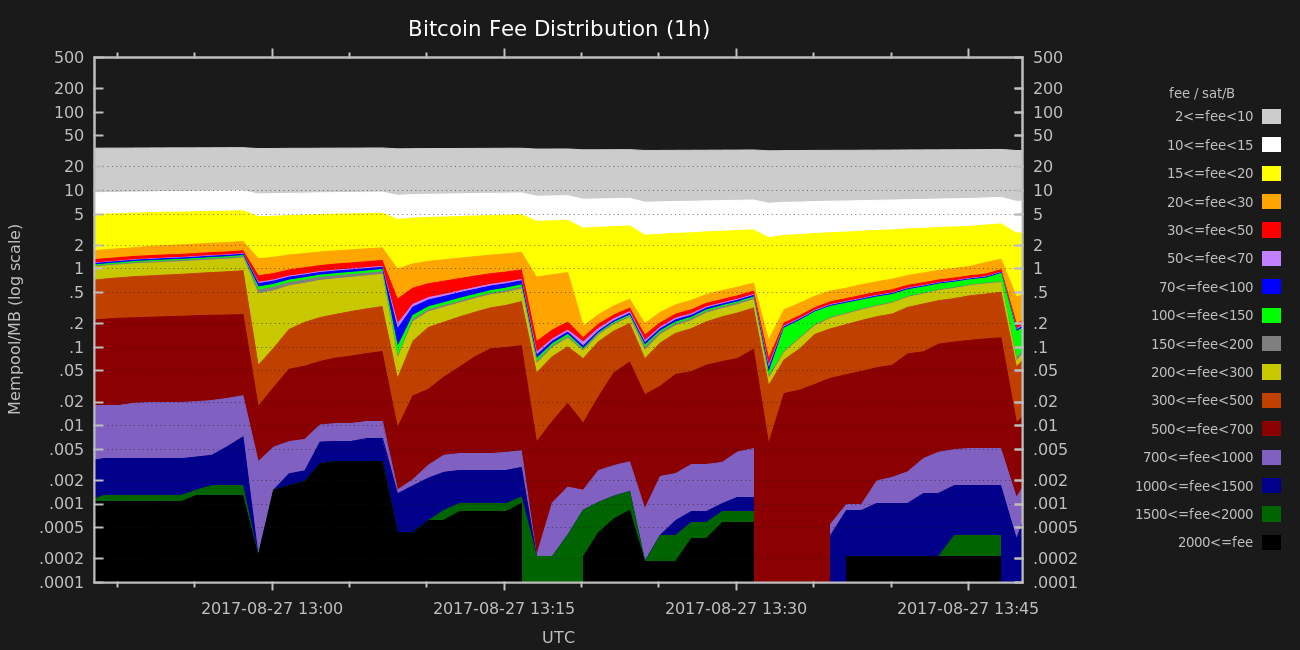 Bitcoin Fee Distribution (1h)
500 500
200 200
100 100
50 50
20 20
10 10
5 5
2 2
1 1
.5 .5
.2 .2
.1 .1
.05 .05
.02 .02
.01 .01
.005 .005
.002 .002
.001 .001
.0005 .0005
.0002 .0002
.0001 .0001
Mempool/MB (log scale)
2017-08-27 13:00 2017-08-27 13:15 2017-08-27 13:30 2017-08-27 13:45
UTC
fee / sat/B
2<=fee<10
10<=fee<15
15<=fee<20
20<=fee<30
30<=fee<50
50<=fee<70
70<=fee<100
100<=fee<150
150<=fee<200
200<=fee<300
300<=fee<500
500<=fee<700
700<=fee<1000
1000<=fee<1500
1500<=fee<2000
2000<=fee